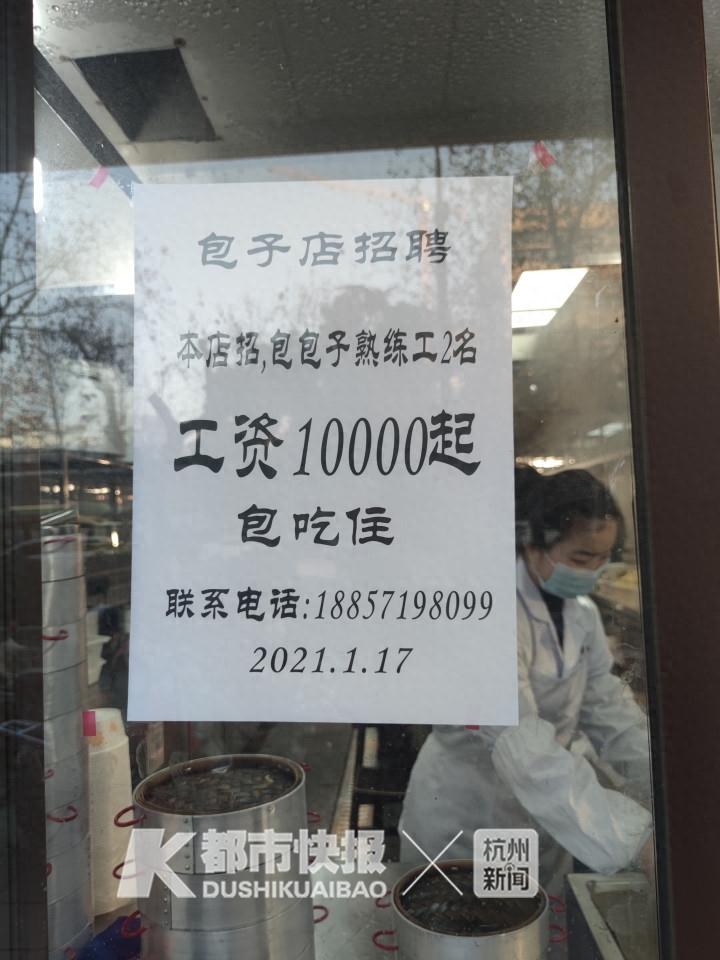 包子店招聘
本店招,包包子熟练工2名
工资10000起
包吃住
联系电话:18857198099
2021.1.17
K 都市快报 杭州
DUSHIKUAIBAO 新闻